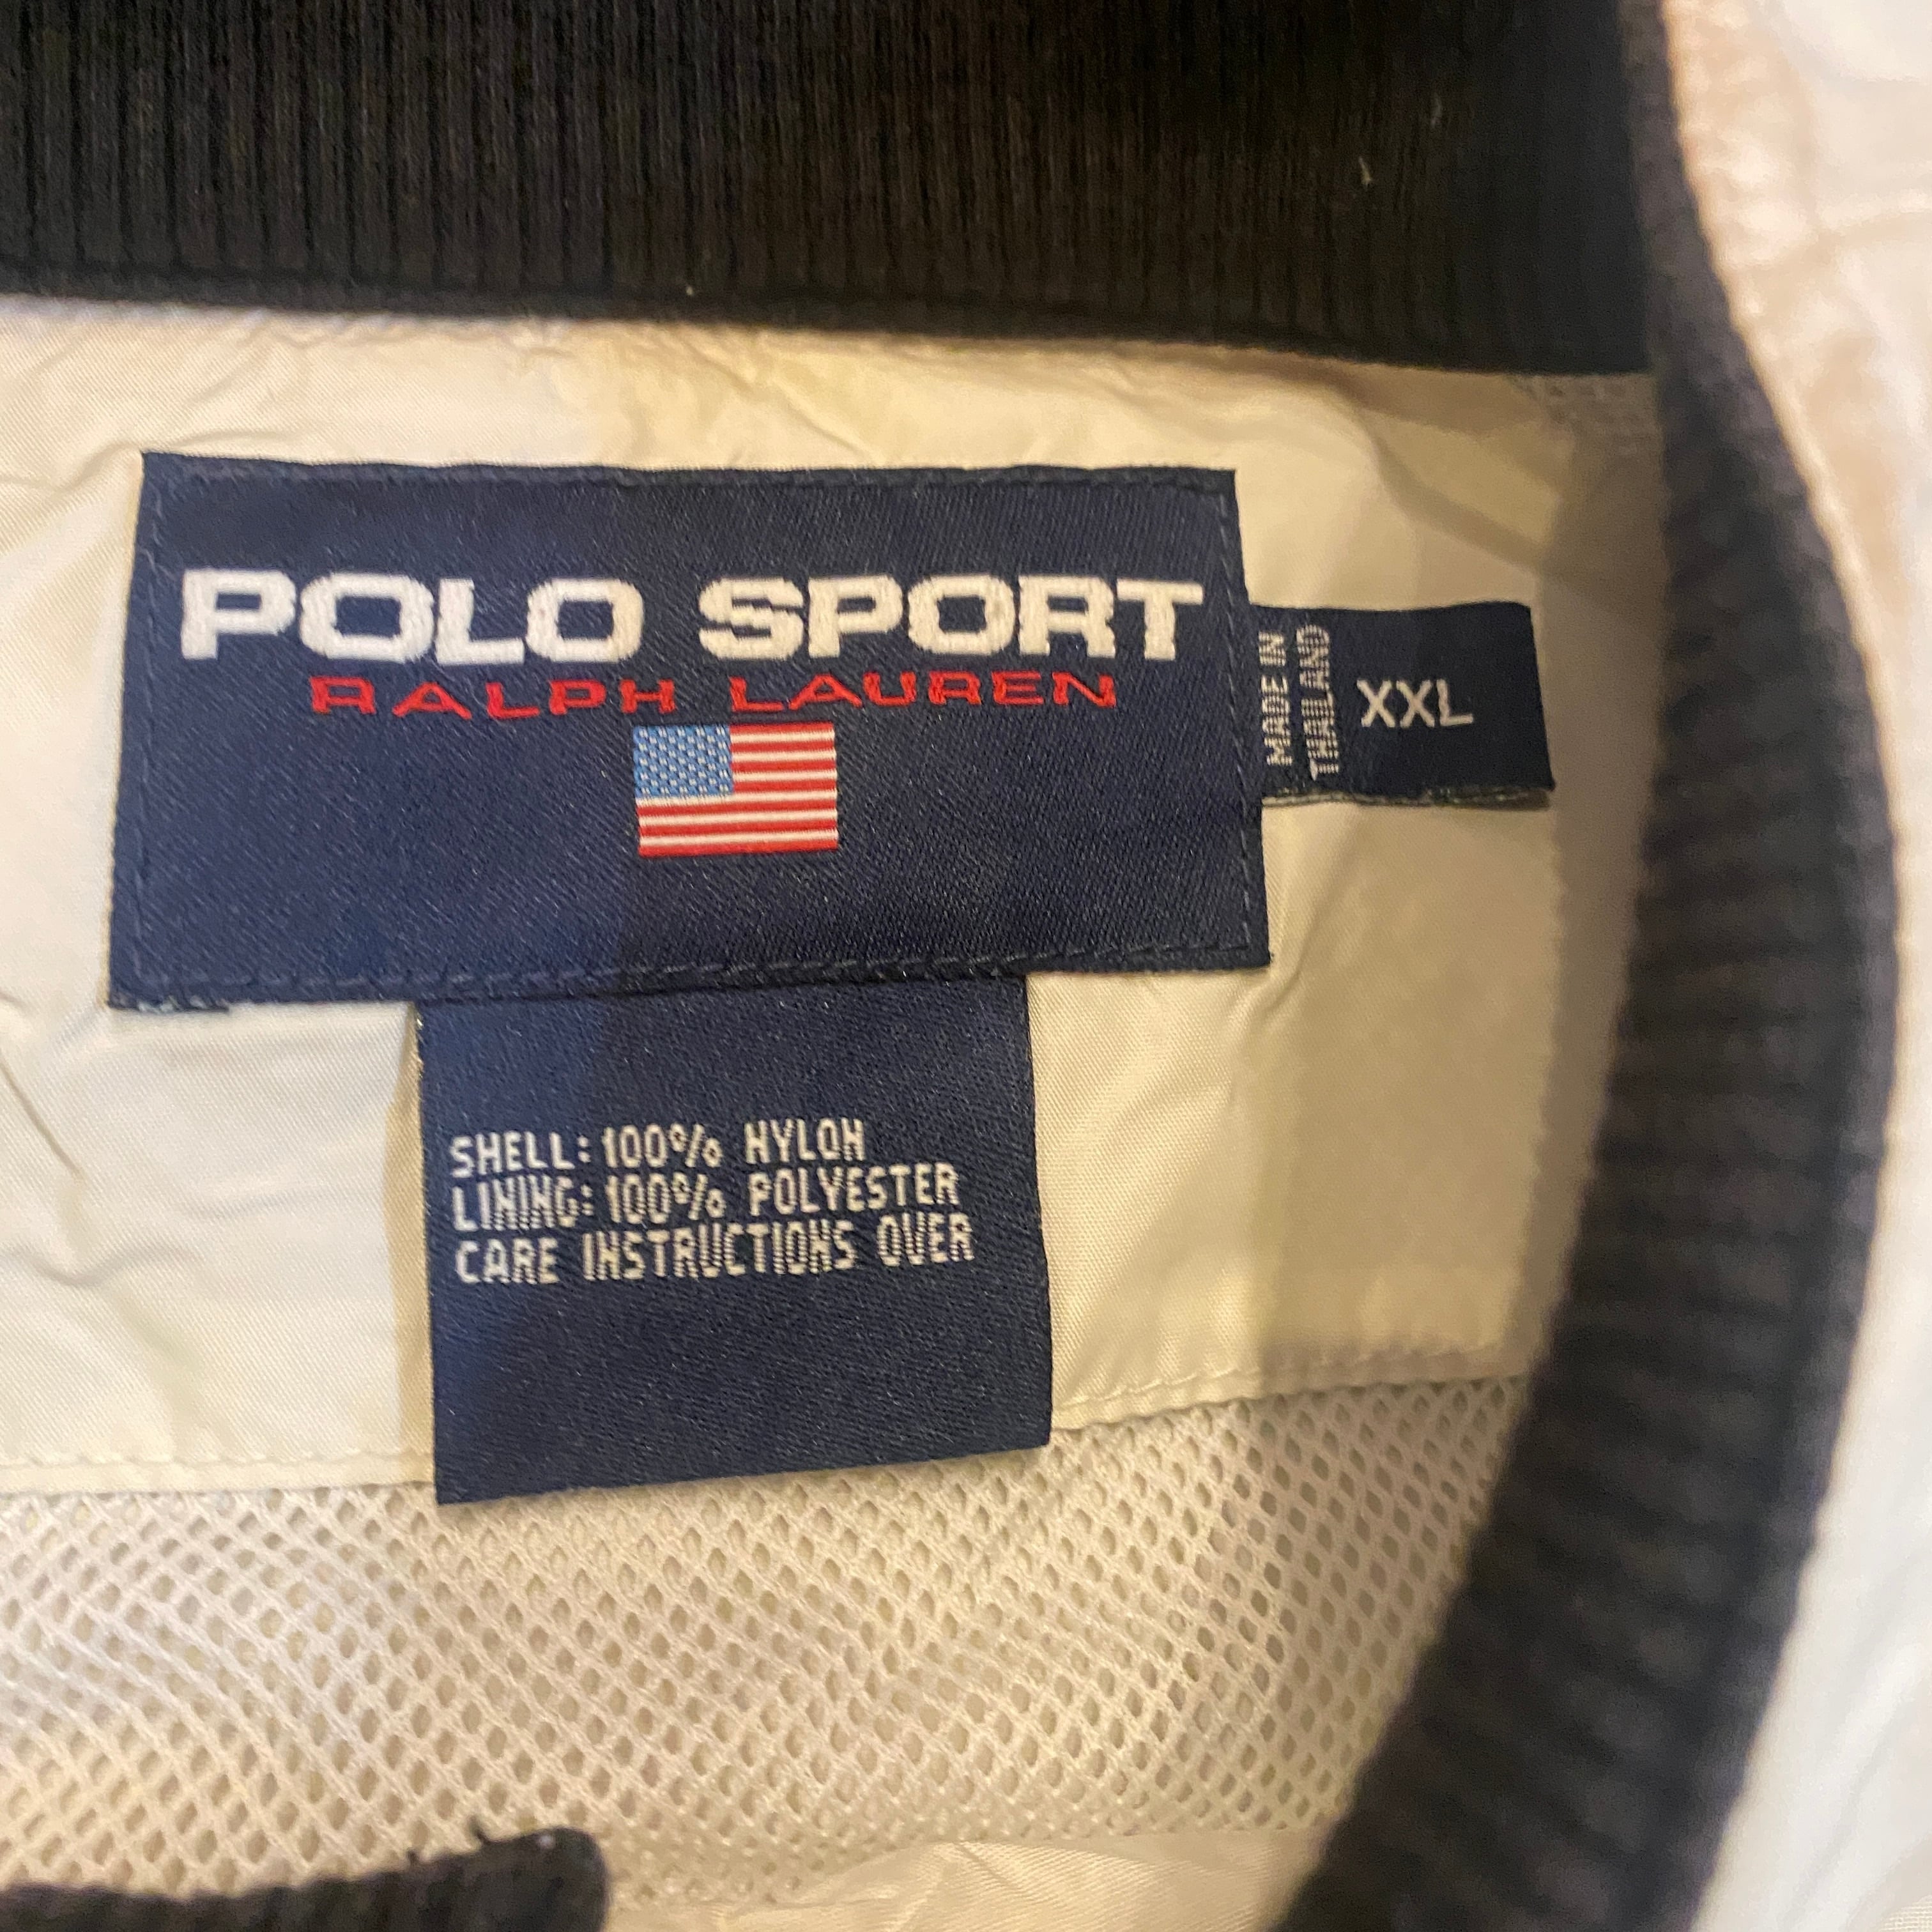 POLO SPORT
RALPH LAUREN
MADE IN
THAILAND
XXL
SHELL: 100% NYLON
LINING: 100% POLYESTER
CARE INSTRUCTIONS OVER